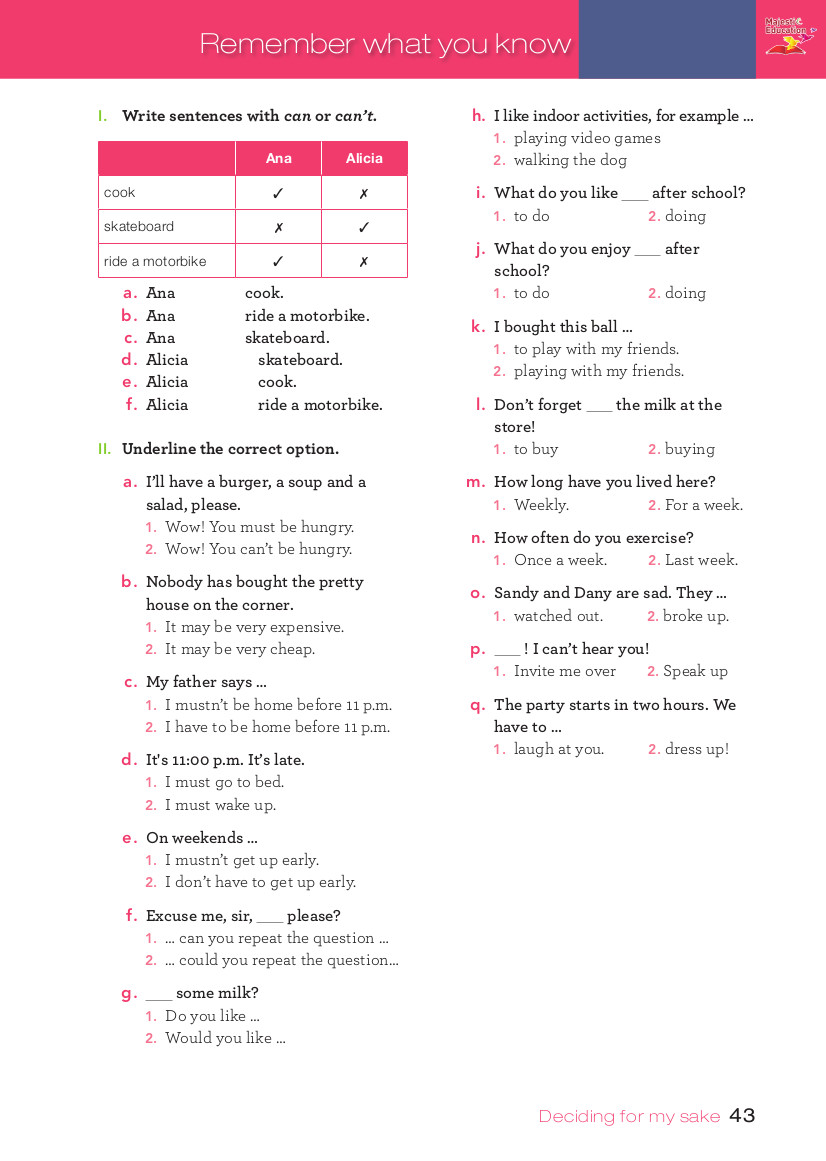 Remember what you know
Majestic
Education
I. Write sentences with can or can't.
Ana Alicia
cook ✓ ✗
skateboard ✗ ✓
ride a motorbike ✓ ✗
a. Ana cook.
b. Ana ride a motorbike.
c. Ana skateboard.
d. Alicia skateboard.
e. Alicia cook.
f. Alicia ride a motorbike.
II. Underline the correct option.
a. I'll have a burger, a soup and a
salad, please.
1. Wow! You must be hungry.
2. Wow! You can't be hungry.
b. Nobody has bought the pretty
house on the corner.
1. It may be very expensive.
2. It may be very cheap.
c. My father says ...
1. I mustn't be home before 11 p.m.
2. I have to be home before 11 p.m.
d. It's 11:00 p.m. It's late.
1. I must go to bed.
2. I must wake up.
e. On weekends ...
1. I mustn't get up early.
2. I don't have to get up early.
f. Excuse me, sir, ___ please?
1. ... can you repeat the question ...
2. ... could you repeat the question...
g. ___ some milk?
1. Do you like ...
2. Would you like ...
h. I like indoor activities, for example ...
1. playing video games
2. walking the dog
i. What do you like ___ after school?
1. to do 2. doing
j. What do you enjoy ___ after
school?
1. to do 2. doing
k. I bought this ball ...
1. to play with my friends.
2. playing with my friends.
l. Don't forget ___ the milk at the
store!
1. to buy 2. buying
m. How long have you lived here?
1. Weekly. 2. For a week.
n. How often do you exercise?
1. Once a week. 2. Last week.
o. Sandy and Dany are sad. They ...
1. watched out. 2. broke up.
p. ___ ! I can't hear you!
1. Invite me over 2. Speak up
q. The party starts in two hours. We
have to ...
1. laugh at you. 2. dress up!
Deciding for my sake 43